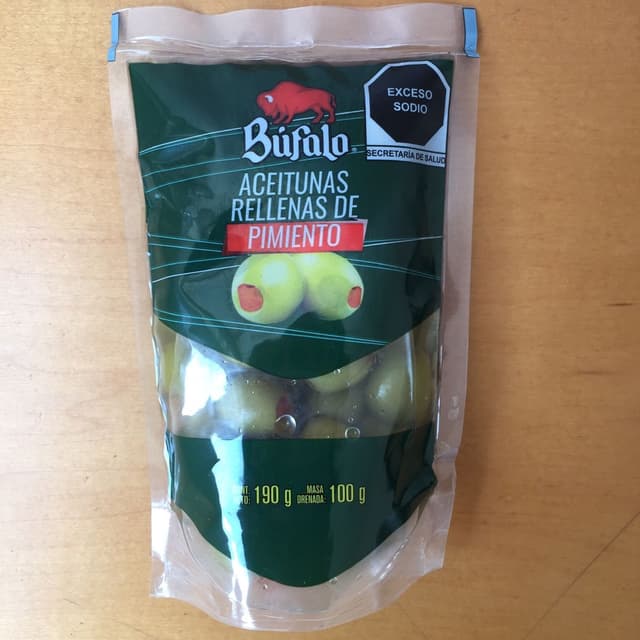 EXCESO
SODIO
SECRETARÍA DE SALUD
Búfalo®
ACEITUNAS
RELLENAS DE
PIMIENTO
190 g
MASA
DRENADA 100 g